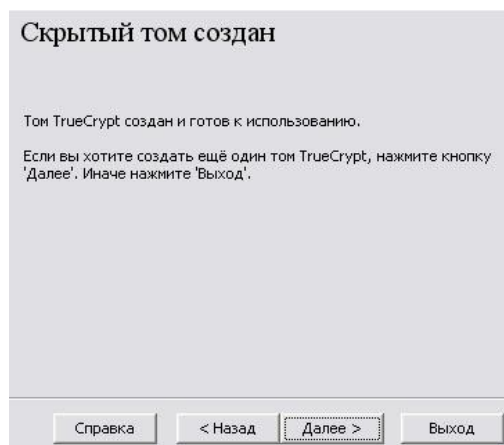 Скрытый том создан
Том TrueCrypt создан и готов к использованию.
Если вы хотите создать ещё один том TrueCrypt, нажмите кнопку
'Далее'. Иначе нажмите 'Выход'.
Справка
< Назад
Далее >
Выход